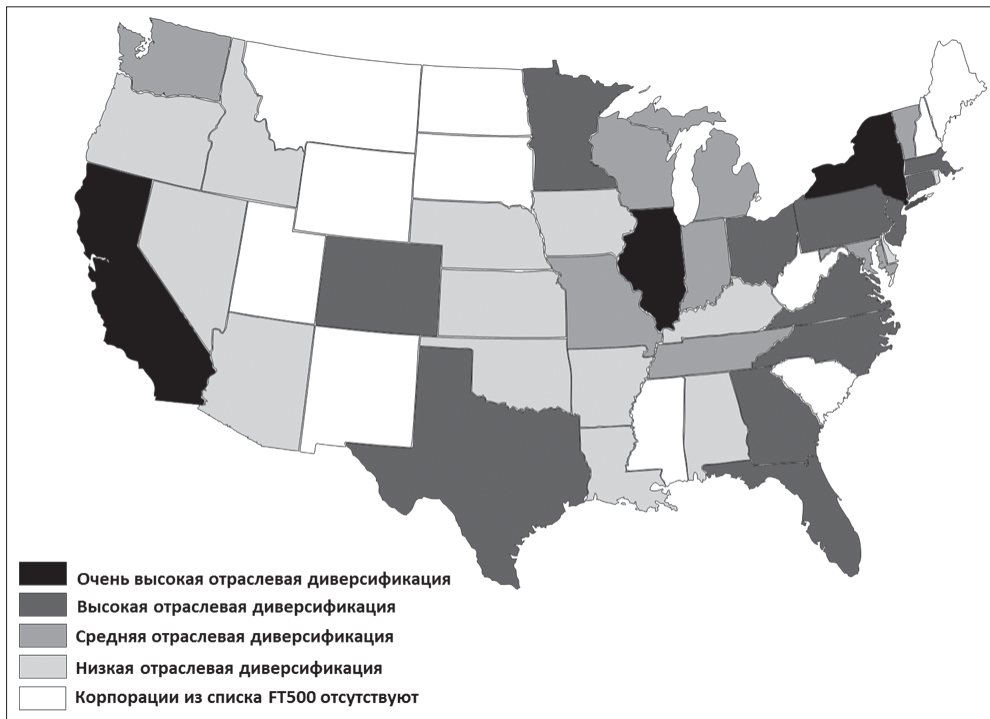 Очень высокая отраслевая диверсификация
Высокая отраслевая диверсификация
Средняя отраслевая диверсификация
Низкая отраслевая диверсификация
Корпорации из списка FT500 отсутствуют